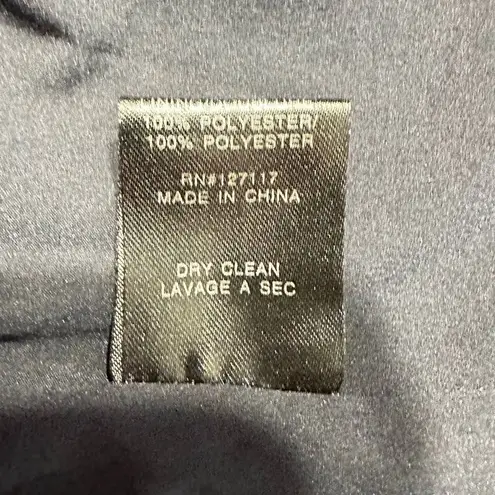 100% POLYESTER/
100% POLYESTER
RN#127117
MADE IN CHINA
DRY CLEAN
LAVAGE A SEC